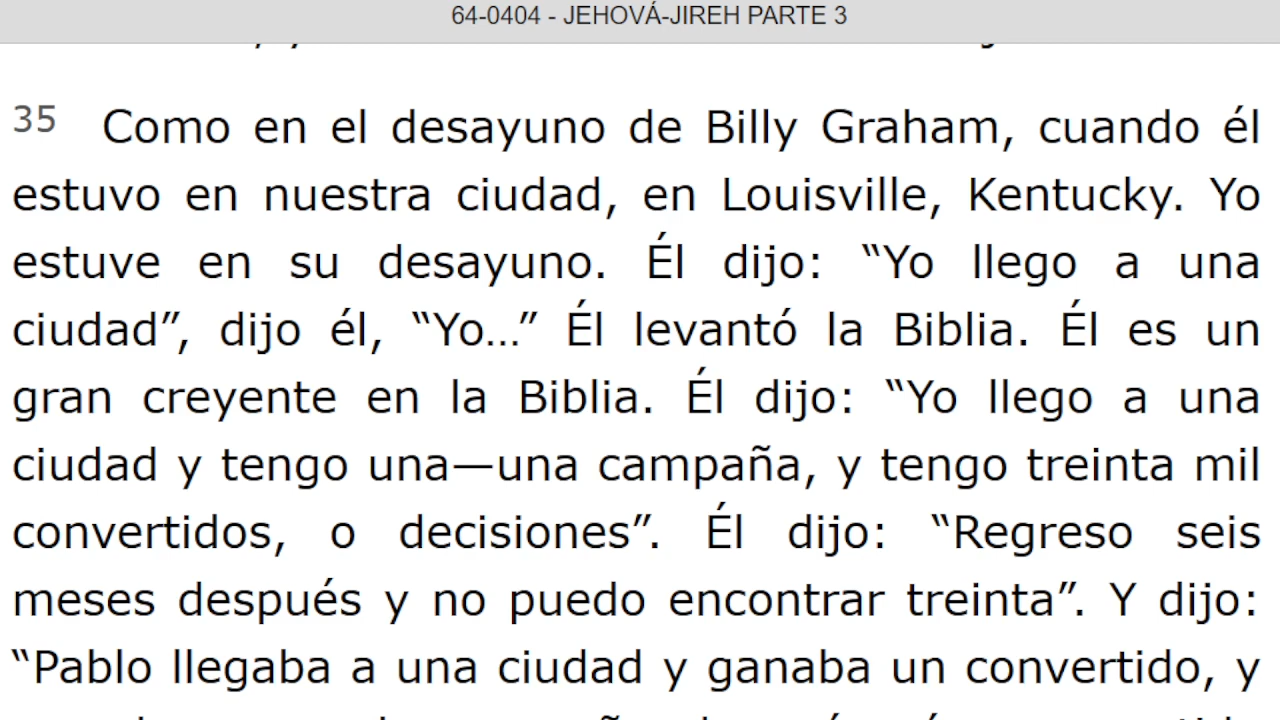 64-0404 - JEHOVÁ-JIREH PARTE 3
35 Como en el desayuno de Billy Graham, cuando él
estuvo en nuestra ciudad, en Louisville, Kentucky. Yo
estuve en su desayuno. Él dijo: “Yo llego a una
ciudad”, dijo él, “Yo…” Él levantó la Biblia. Él es un
gran creyente en la Biblia. Él dijo: “Yo llego a una
ciudad y tengo una—una campaña, y tengo treinta mil
convertidos, o decisiones”. Él dijo: “Regreso seis
meses después y no puedo encontrar treinta”. Y dijo:
“Pablo llegaba a una ciudad y ganaba un convertido, y